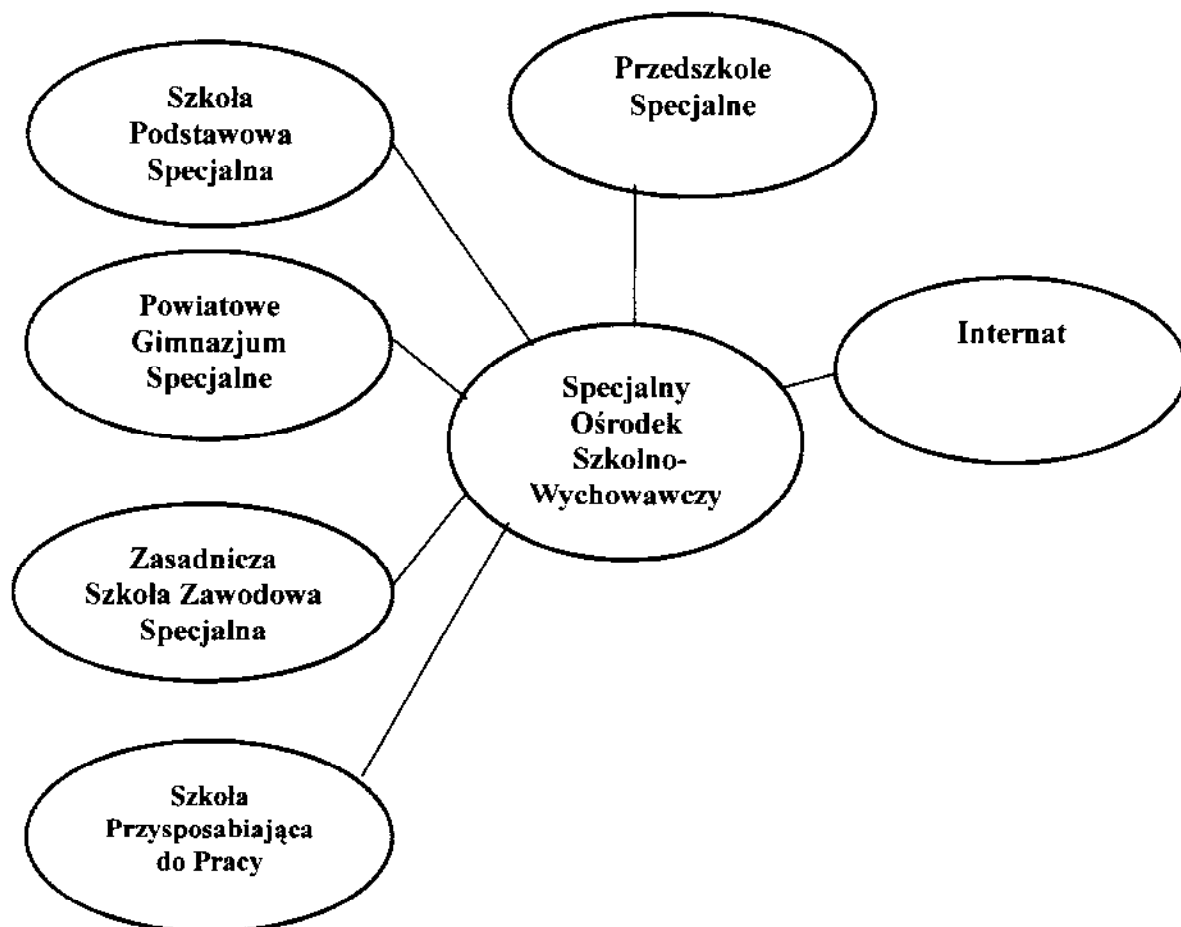 Szkoła
Podstawowa
Specjalna
Przedszkole
Specjalne
Powiatowe
Gimnazjum
Specjalne
Internat
Specjalny
Ośrodek
Szkolno-
Wychowawczy
Zasadnicza
Szkoła Zawodowa
Specjalna
Szkoła
Przysposabiająca
do Pracy